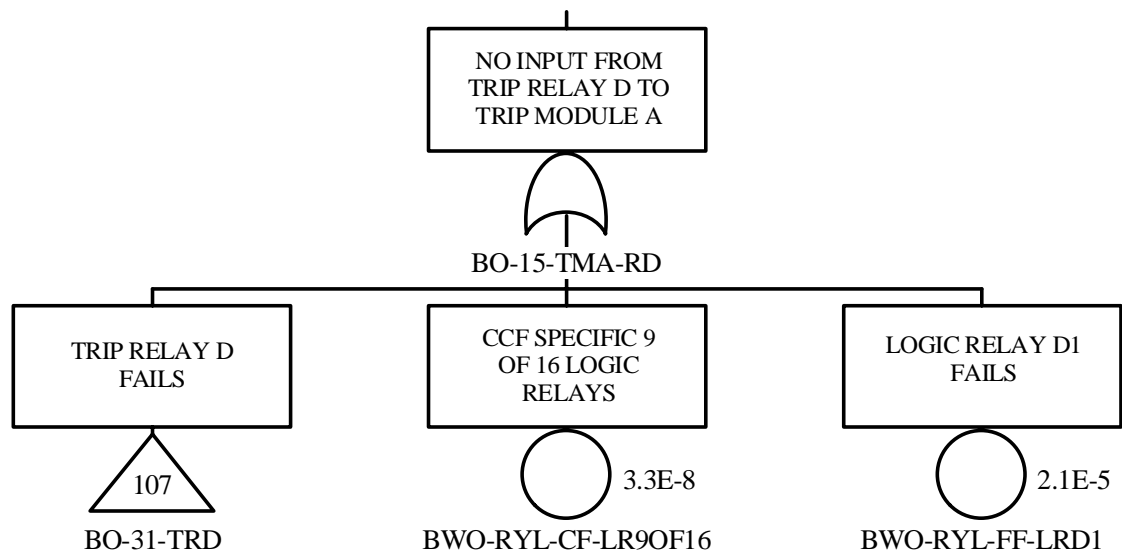 NO INPUT FROM
TRIP RELAY D TO
TRIP MODULE A
BO-15-TMA-RD
TRIP RELAY D
FAILS
CCF SPECIFIC 9
OF 16 LOGIC
RELAYS
LOGIC RELAY D1
FAILS
107
3.3E-8
2.1E-5
BO-31-TRD
BWO-RYL-CF-LR9OF16
BWO-RYL-FF-LRD1